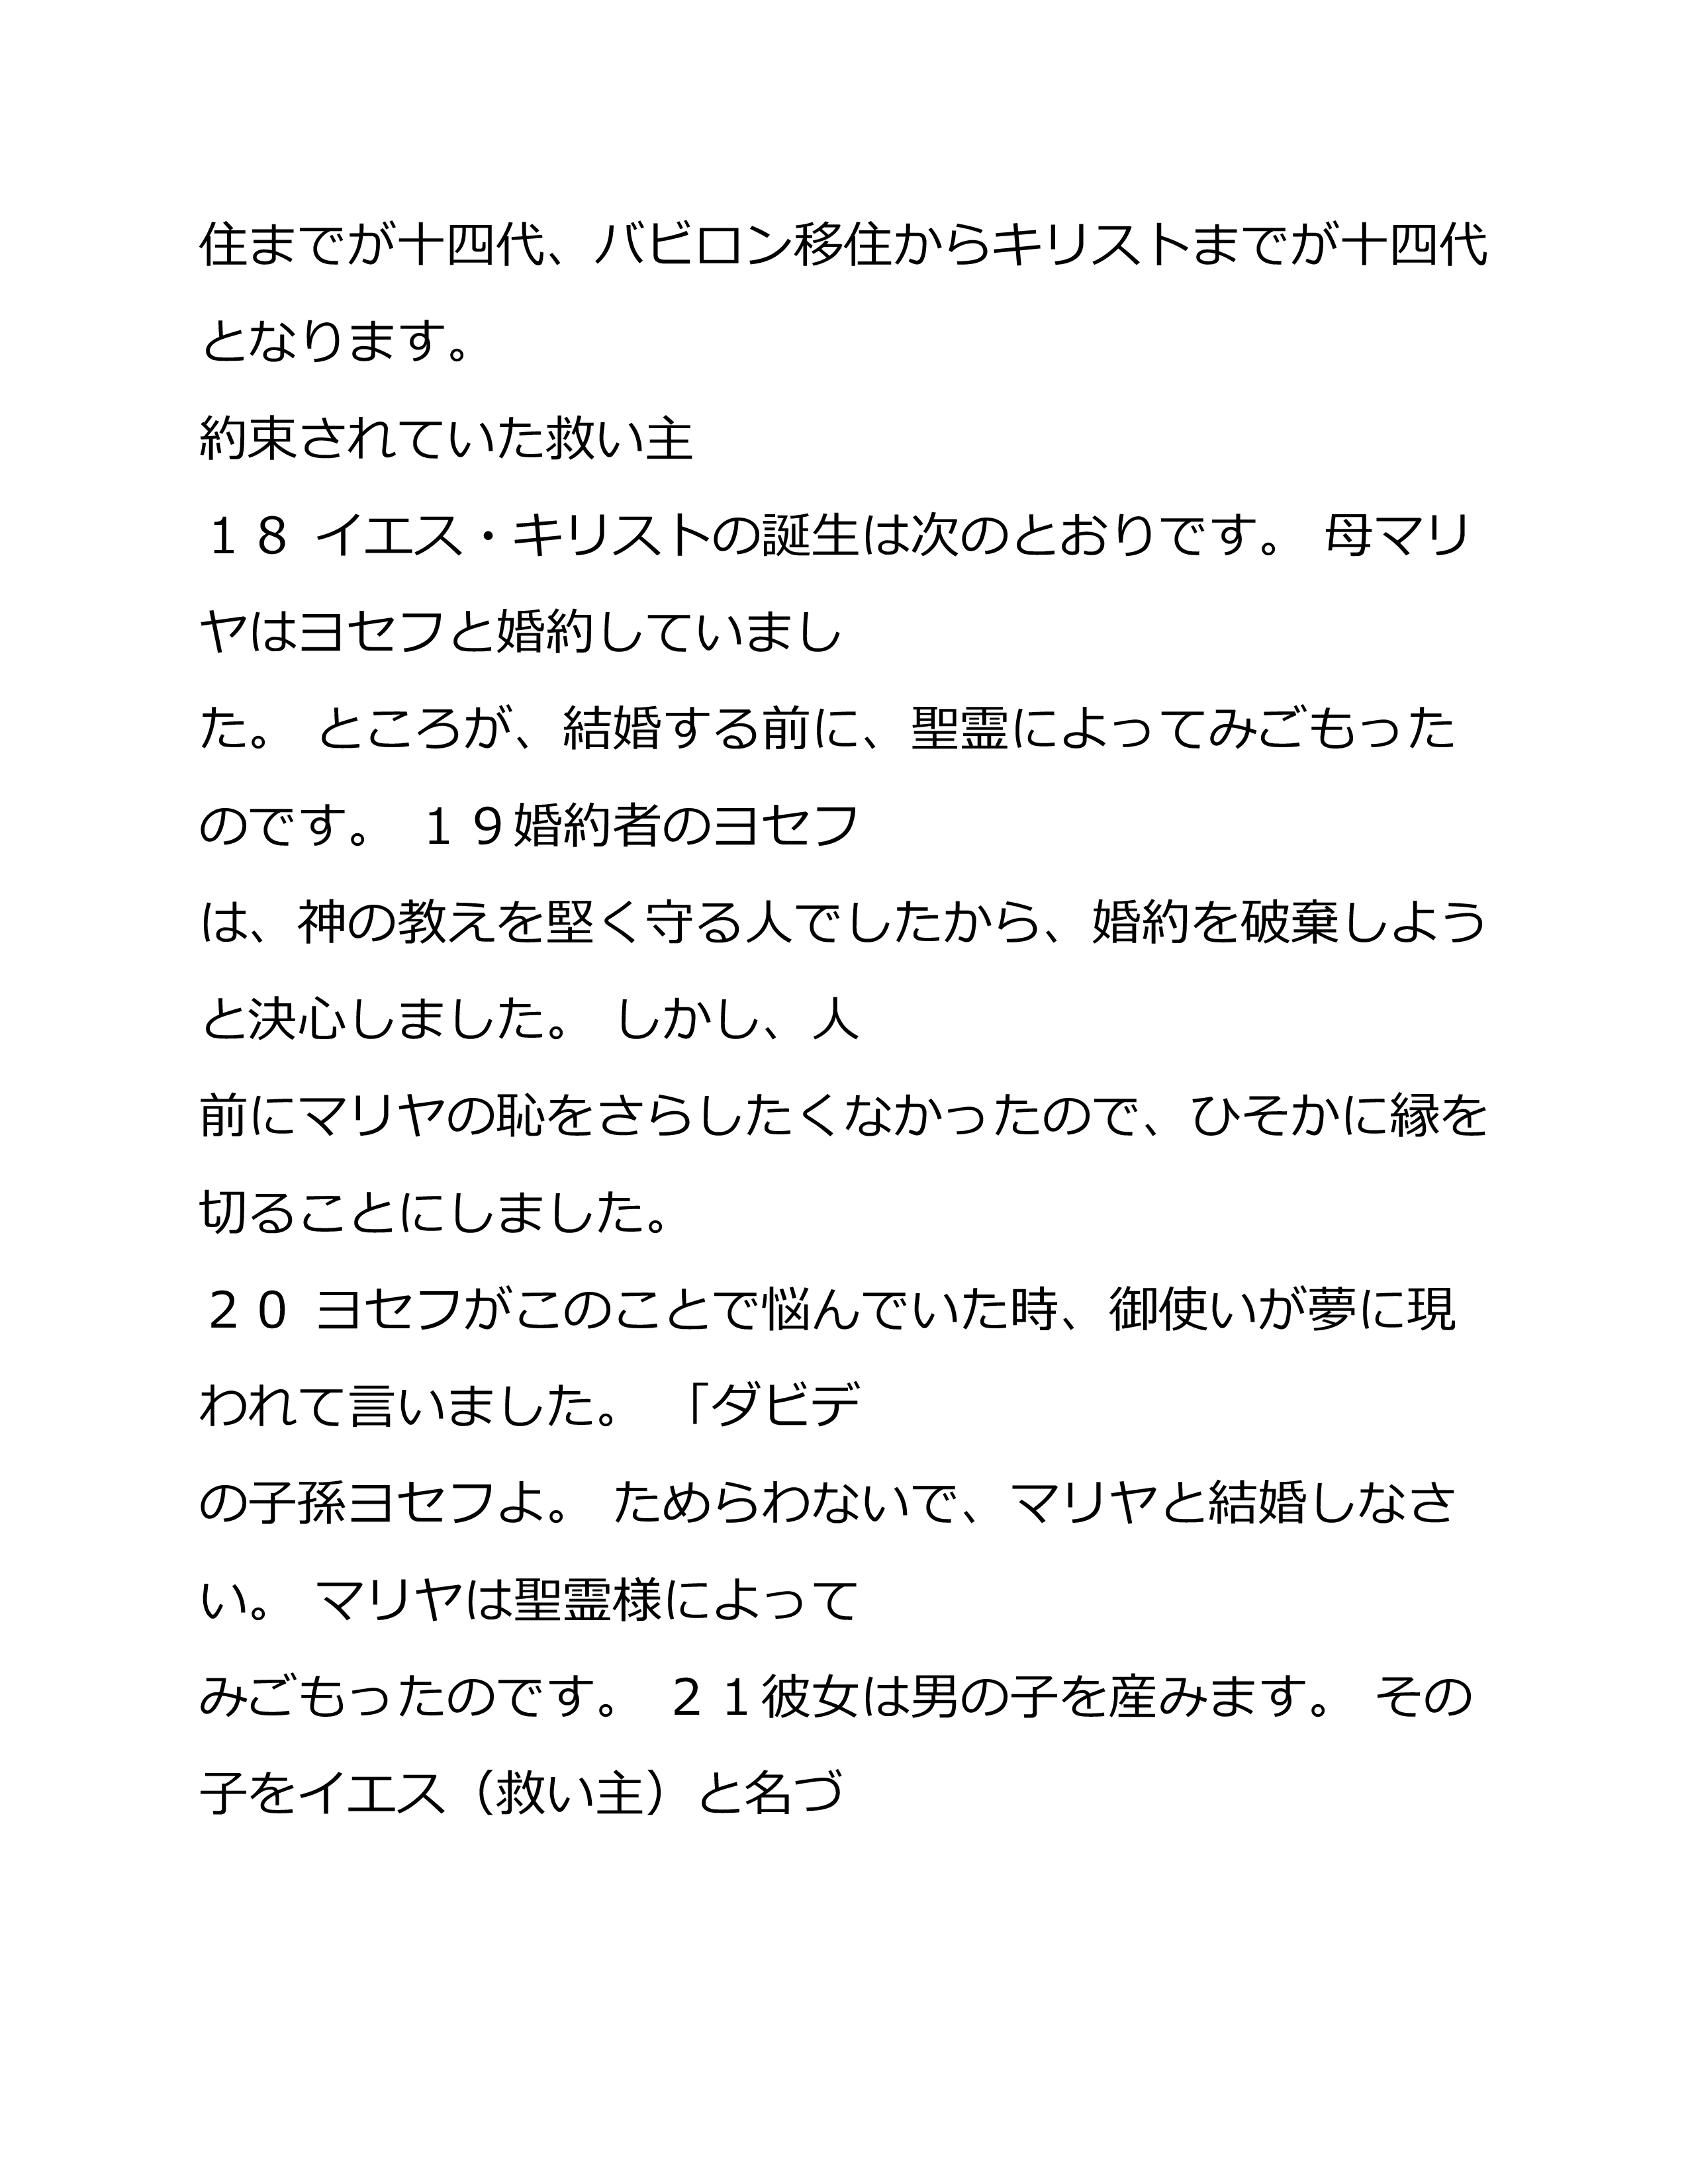 住までが十四代、バビロン移住からキリストまでが十四代
となります。
約束されていた救い主
１８ イエス・キリストの誕生は次のとおりです。 母マリ
ヤはヨセフと婚約していまし
た。 ところが、結婚する前に、聖霊によってみごもった
のです。 １９婚約者のヨセフ
は、神の教えを堅く守る人でしたから、婚約を破棄しよう
と決心しました。 しかし、人
前にマリヤの恥をさらしたくなかったので、ひそかに縁を
切ることにしました。
２０ ヨセフがこのことで悩んでいた時、御使いが夢に現
われて言いました。 「ダビデ
の子孫ヨセフよ。 ためらわないで、マリヤと結婚しなさ
い。 マリヤは聖霊様によって
みごもったのです。 ２１彼女は男の子を産みます。 その
子をイエス（救い主）と名づ